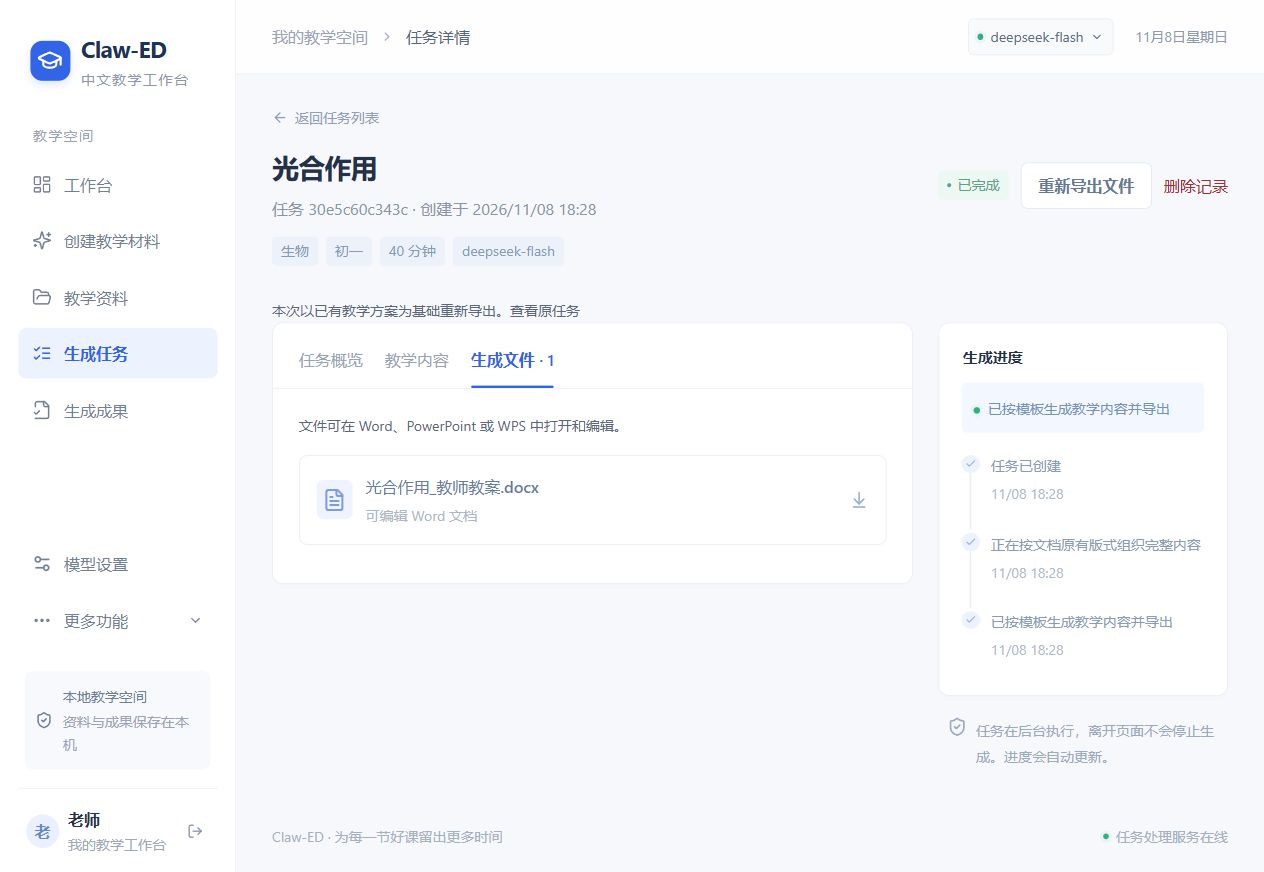 Claw-ED
中文教学工作台
教学空间
工作台
创建教学材料
教学资料
生成任务
生成成果
模型设置
更多功能
本地教学空间
资料与成果保存在本
机
老
老师
我的教学工作台
我的教学空间 > 任务详情
deepseek-flash
11月8日星期日
← 返回任务列表
光合作用
任务 30e5c60c343c · 创建于 2026/11/08 18:28
生物 初一 40 分钟 deepseek-flash
已完成
重新导出文件
删除记录
本次以已有教学方案为基础重新导出。查看原任务
任务概览 教学内容 生成文件 · 1
文件可在 Word、PowerPoint 或 WPS 中打开和编辑。
光合作用_教师教案.docx
可编辑 Word 文档
生成进度
已按模板生成教学内容并导出
任务已创建
11/08 18:28
正在按文档原有版式组织完整内容
11/08 18:28
已按模板生成教学内容并导出
11/08 18:28
任务在后台执行，离开页面不会停止生
成。进度会自动更新。
Claw-ED · 为每一节好课留出更多时间
任务处理服务在线